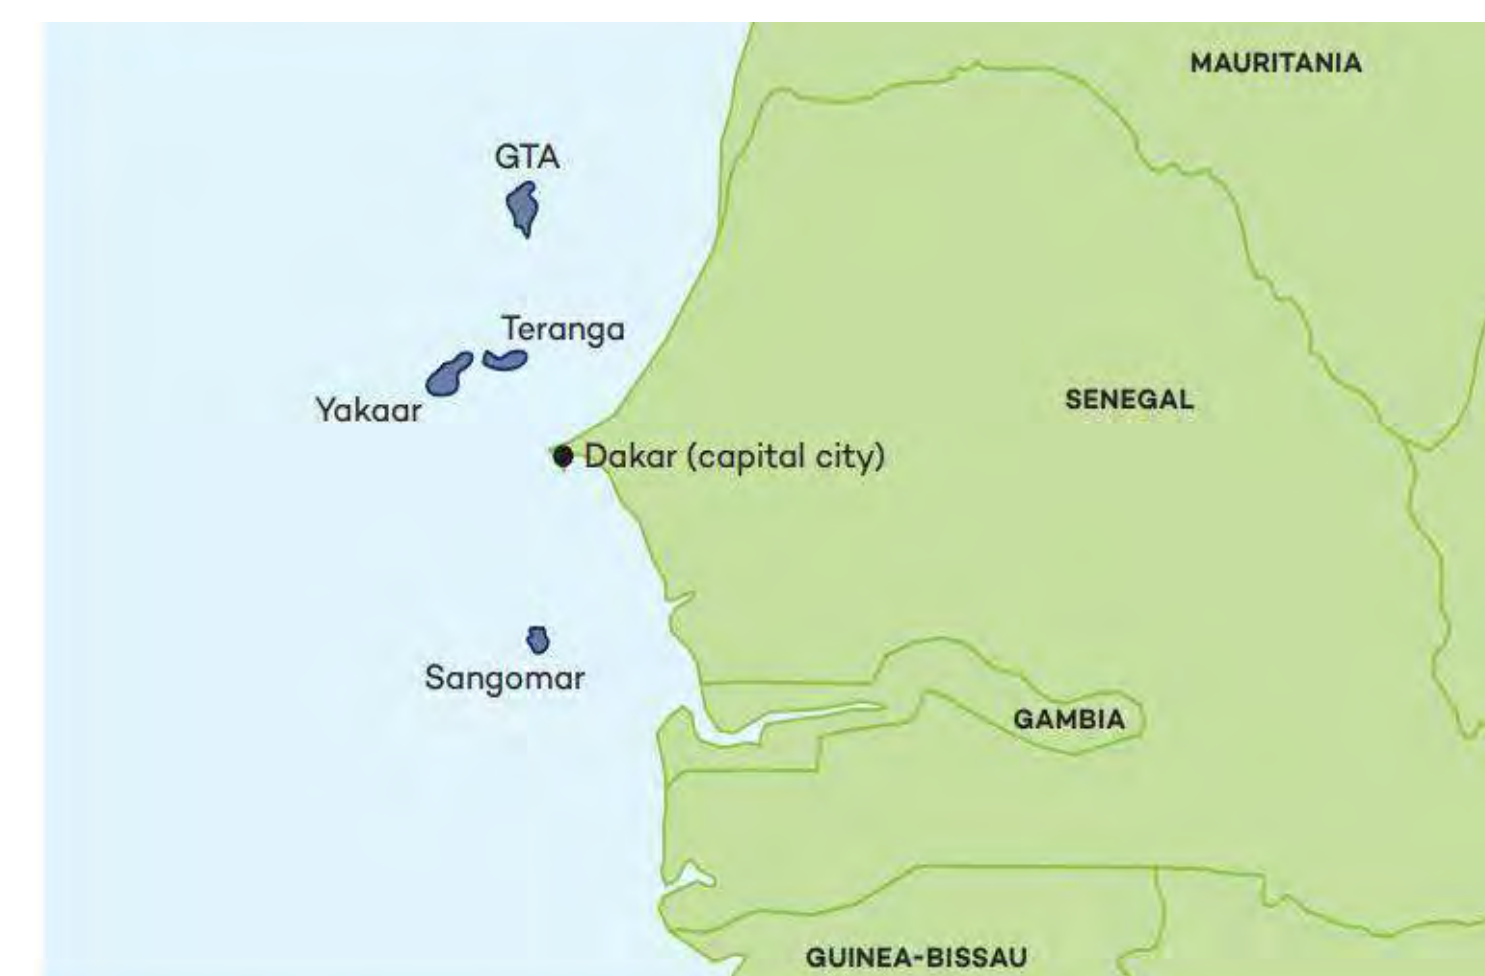 MAURITANIA
GTA
Teranga
Yakaar
SENEGAL
Dakar (capital city)
Sangomar
GAMBIA
GUINEA-BISSAU